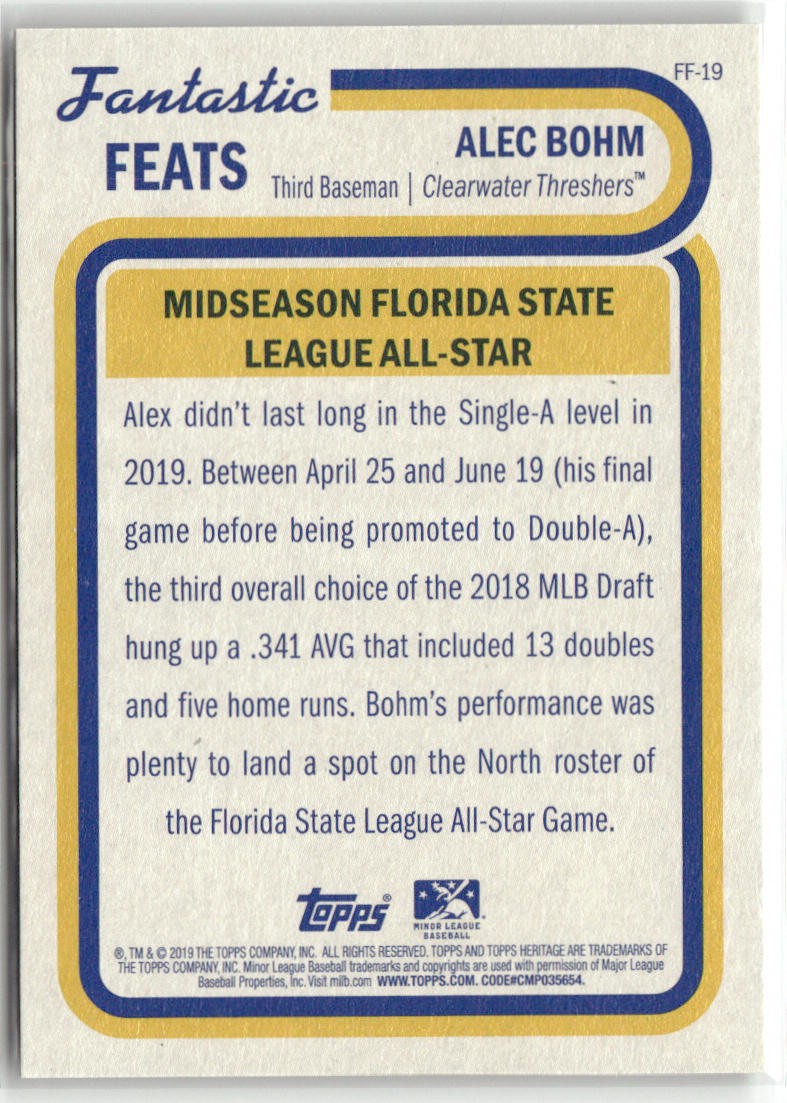 FF-19
Fantastic
FEATS
ALEC BOHM
Third Baseman | Clearwater Threshers™
MIDSEASON FLORIDA STATE
LEAGUE ALL-STAR
Alex didn't last long in the Single-A level in
2019. Between April 25 and June 19 (his final
game before being promoted to Double-A),
the third overall choice of the 2018 MLB Draft
hung up a .341 AVG that included 13 doubles
and five home runs. Bohm's performance was
plenty to land a spot on the North roster of
the Florida State League All-Star Game.
Topps®
MINOR LEAGUE
BASEBALL®
®, TM & © 2019 THE TOPPS COMPANY, INC. ALL RIGHTS RESERVED. TOPPS AND TOPPS HERITAGE ARE TRADEMARKS OF
THE TOPPS COMPANY, INC. Minor League Baseball trademarks and copyrights are used with permission of Major League
Baseball Properties, Inc. Visit milb.com WWW.TOPPS.COM. CODE#CMP035654.